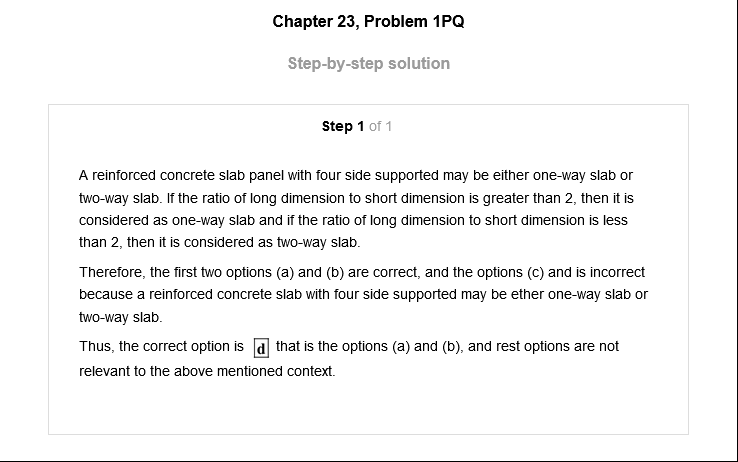 Chapter 23, Problem 1PQ
Step-by-step solution
Step 1 of 1
A reinforced concrete slab panel with four side supported may be either one-way slab or
two-way slab. If the ratio of long dimension to short dimension is greater than 2, then it is
considered as one-way slab and if the ratio of long dimension to short dimension is less
than 2, then it is considered as two-way slab.
Therefore, the first two options (a) and (b) are correct, and the options (c) and is incorrect
because a reinforced concrete slab with four side supported may be ether one-way slab or
two-way slab.
Thus, the correct option is d that is the options (a) and (b), and rest options are not
relevant to the above mentioned context.